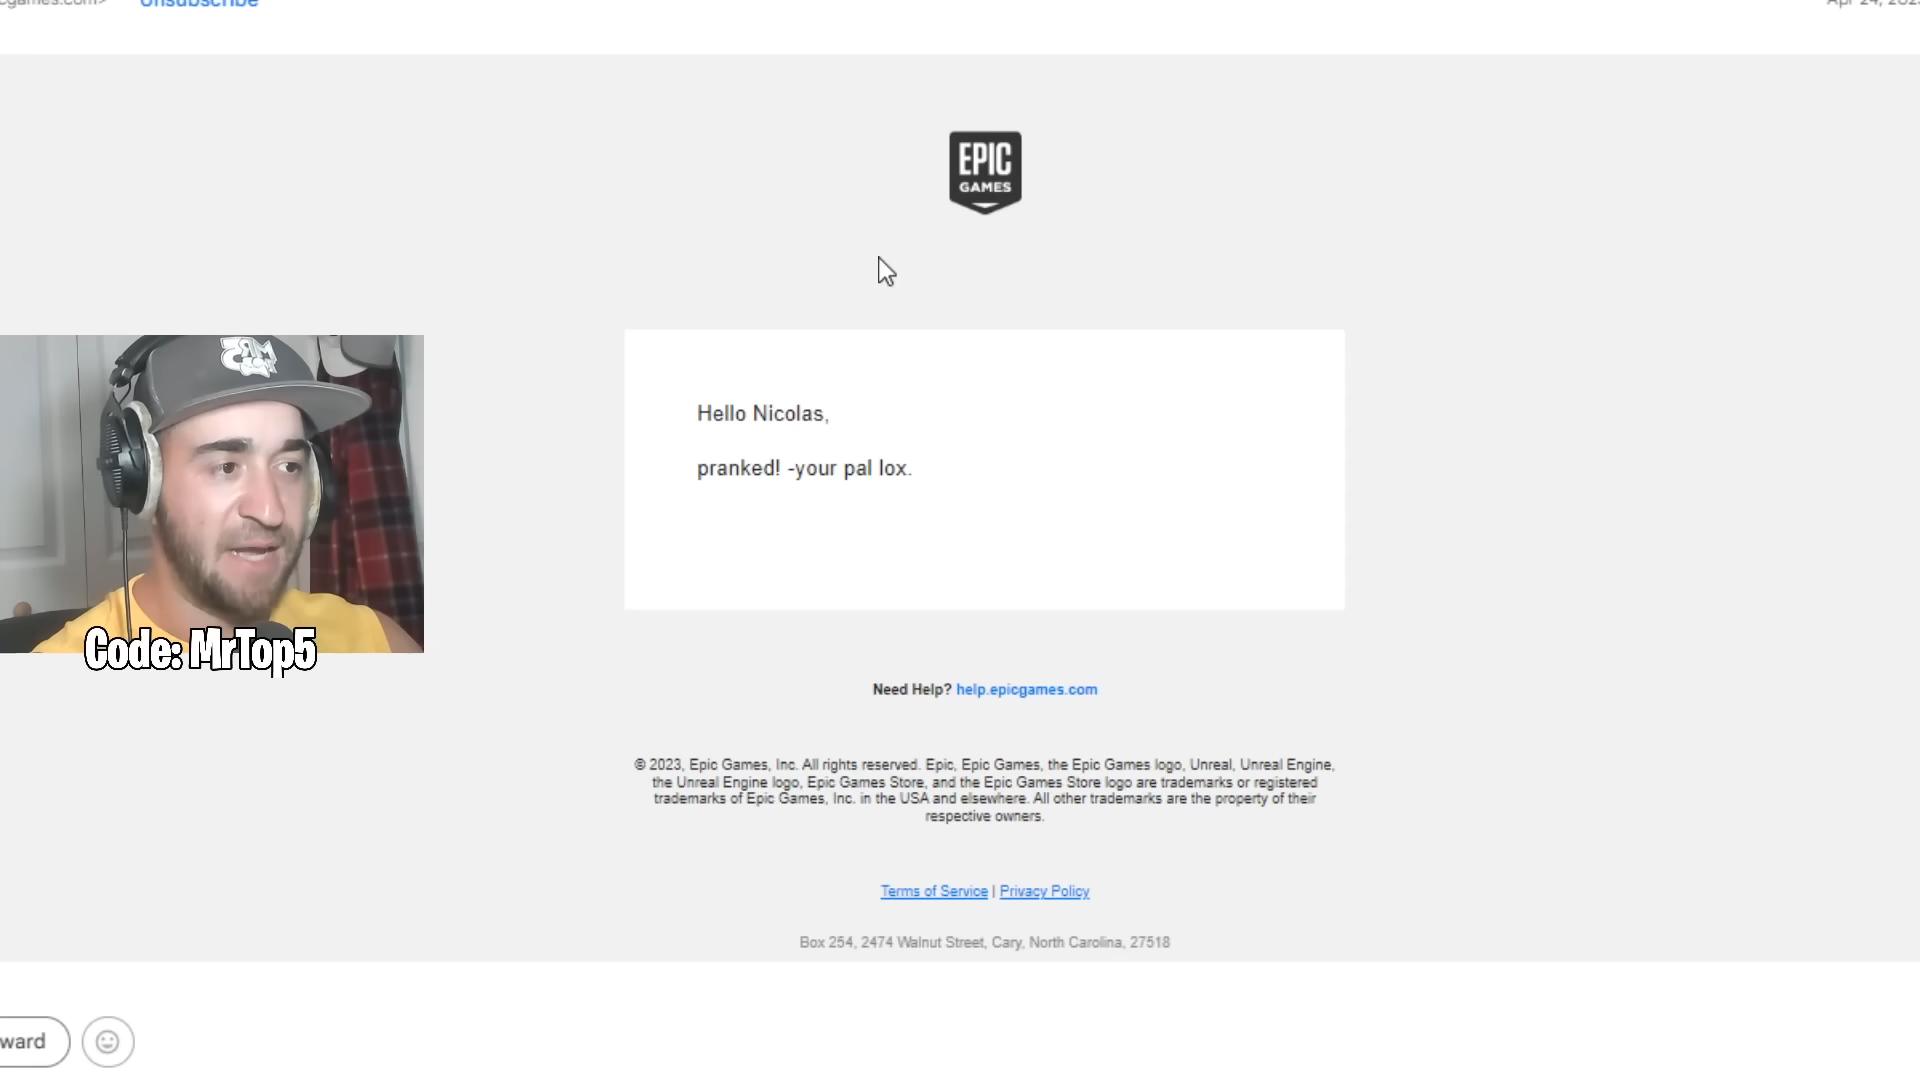 Unsubscribe
EPIC
GAMES
Hello Nicolas,
pranked! -your pal lox.
Code: MrTop5
Need Help? help.epicgames.com
© 2023, Epic Games, Inc. All rights reserved. Epic, Epic Games, the Epic Games logo, Unreal, Unreal Engine,
the Unreal Engine logo, Epic Games Store, and the Epic Games Store logo are trademarks or registered
trademarks of Epic Games, Inc. in the USA and elsewhere. All other trademarks are the property of their
respective owners.
Terms of Service | Privacy Policy
Box 254, 2474 Walnut Street, Cary, North Carolina, 27518
ward